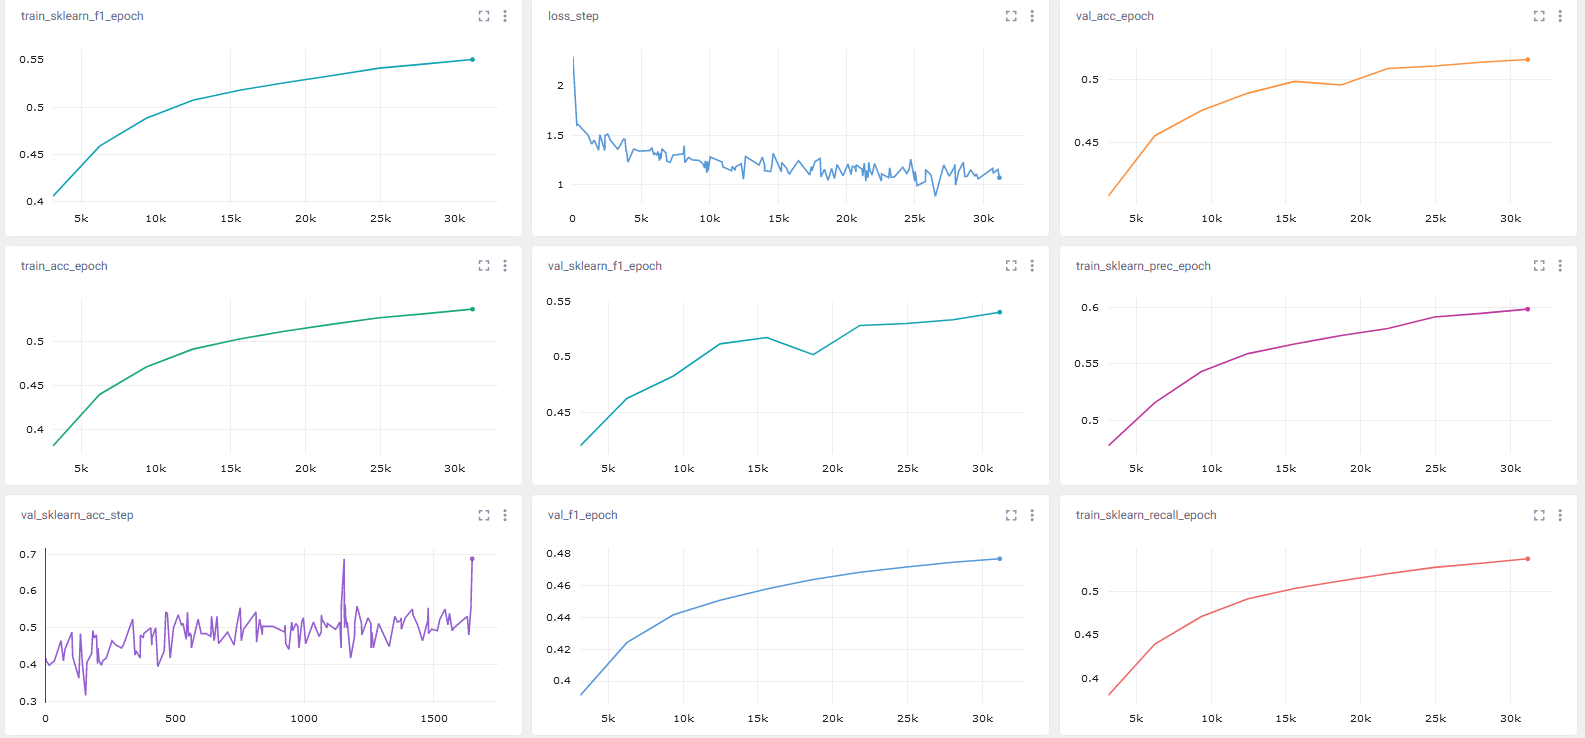 train_sklearn_f1_epoch
0.55
0.5
0.45
0.4
5k 10k 15k 20k 25k 30k
loss_step
2
1.5
1
0 5k 10k 15k 20k 25k 30k
val_acc_epoch
0.5
0.45
5k 10k 15k 20k 25k 30k
train_acc_epoch
0.5
0.45
0.4
5k 10k 15k 20k 25k 30k
val_sklearn_f1_epoch
0.55
0.5
0.45
5k 10k 15k 20k 25k 30k
train_sklearn_prec_epoch
0.6
0.55
0.5
5k 10k 15k 20k 25k 30k
val_sklearn_acc_step
0.7
0.6
0.5
0.4
0.3
0 500 1000 1500
val_f1_epoch
0.48
0.46
0.44
0.42
0.4
5k 10k 15k 20k 25k 30k
train_sklearn_recall_epoch
0.5
0.45
0.4
5k 10k 15k 20k 25k 30k